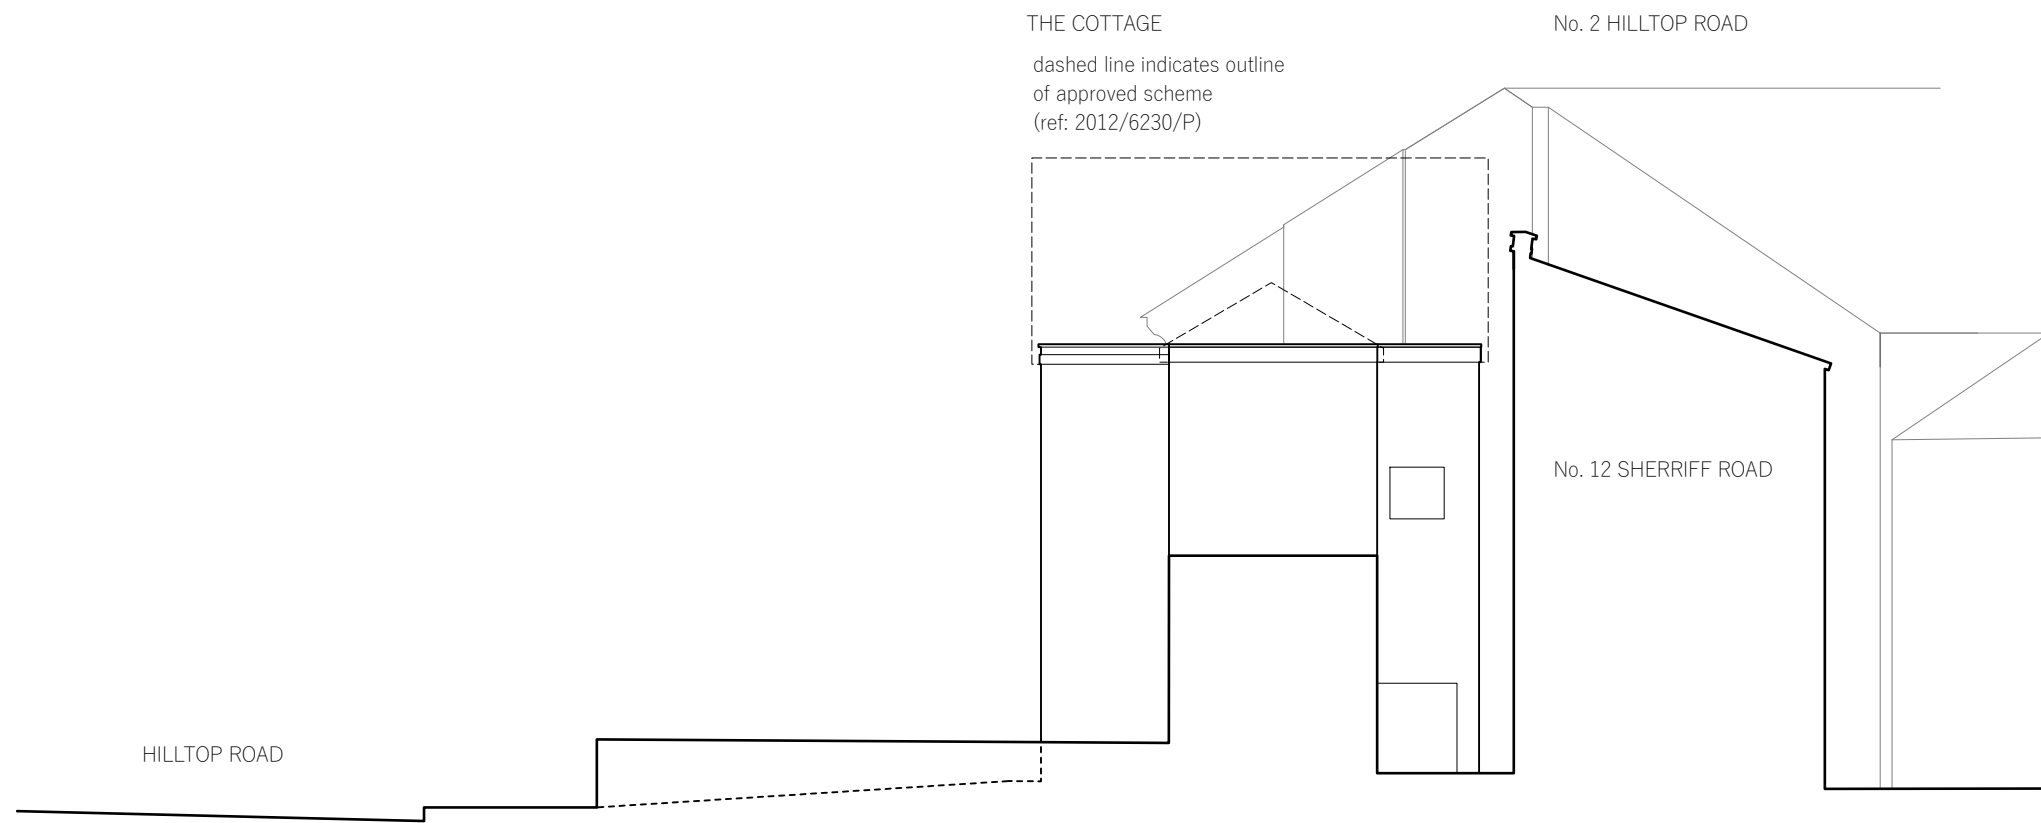 THE COTTAGE
dashed line indicates outline
of approved scheme
(ref: 2012/6230/P)
No. 2 HILLTOP ROAD
No. 12 SHERRIFF ROAD
HILLTOP ROAD